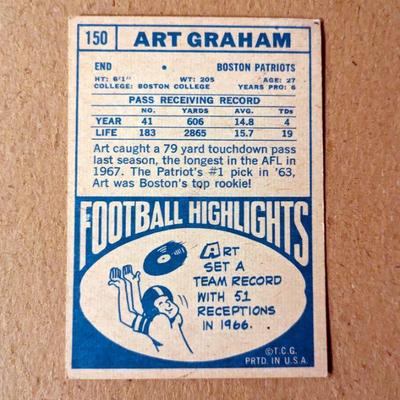 150 ART GRAHAM
END • BOSTON PATRIOTS
HT: 6'1" WT: 205 AGE: 27
COLLEGE: BOSTON COLLEGE YEARS PRO: 6
PASS RECEIVING RECORD
NO. YARDS AVG. TDs
YEAR 41 606 14.8 4
LIFE 183 2865 15.7 19
Art caught a 79 yard touchdown pass
last season, the longest in the AFL in
1967. The Patriot's #1 pick in '63,
Art was Boston's top rookie!
FOOTBALL HIGHLIGHTS
ART
SET A
TEAM RECORD
WITH 51
RECEPTIONS
IN 1966.
©T.C.G.
PRTD. IN U.S.A.